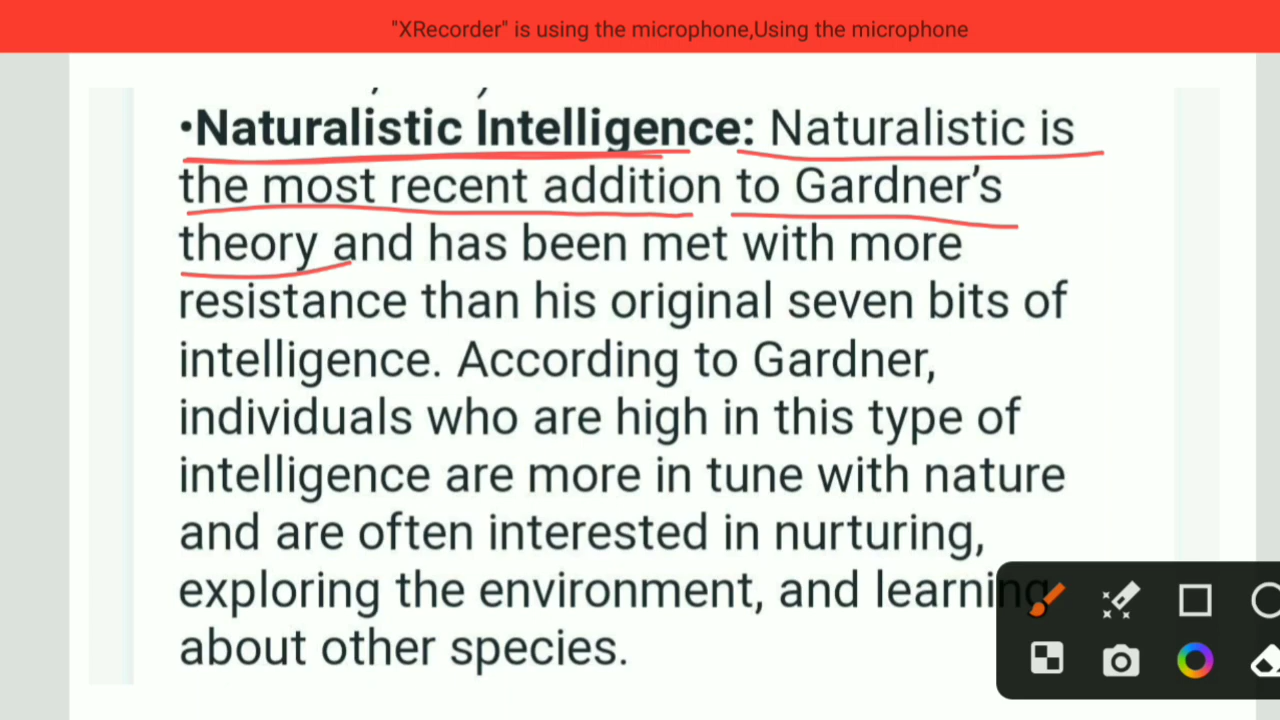 "XRecorder" is using the microphone,Using the microphone
•Naturalistic Intelligence: Naturalistic is
the most recent addition to Gardner’s
theory and has been met with more
resistance than his original seven bits of
intelligence. According to Gardner,
individuals who are high in this type of
intelligence are more in tune with nature
and are often interested in nurturing,
exploring the environment, and learning
about other species.